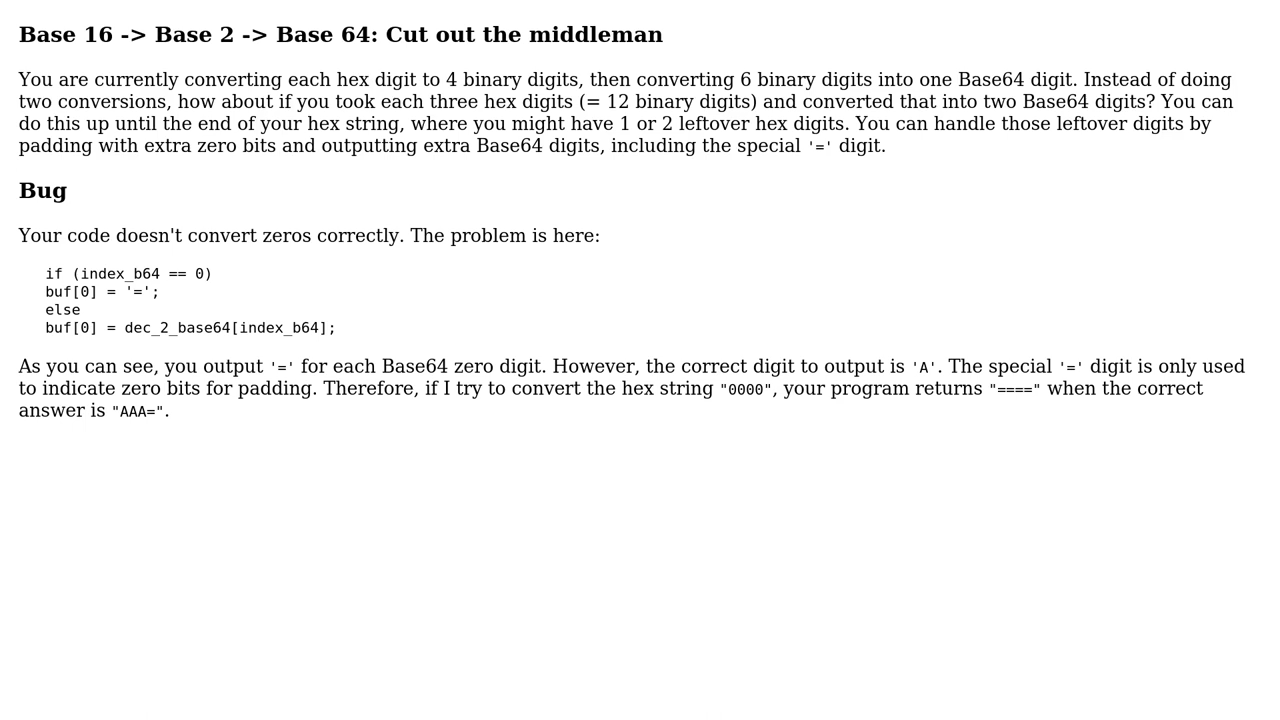 Base 16 -> Base 2 -> Base 64: Cut out the middleman
You are currently converting each hex digit to 4 binary digits, then converting 6 binary digits into one Base64 digit. Instead of doing
two conversions, how about if you took each three hex digits (= 12 binary digits) and converted that into two Base64 digits? You can
do this up until the end of your hex string, where you might have 1 or 2 leftover hex digits. You can handle those leftover digits by
padding with extra zero bits and outputting extra Base64 digits, including the special '=' digit.
Bug
Your code doesn't convert zeros correctly. The problem is here:
if (index_b64 == 0)
buf[0] = '=';
else
buf[0] = dec_2_base64[index_b64];
As you can see, you output '=' for each Base64 zero digit. However, the correct digit to output is 'A'. The special '=' digit is only used
to indicate zero bits for padding. Therefore, if I try to convert the hex string "0000", your program returns "====" when the correct
answer is "AAA=".